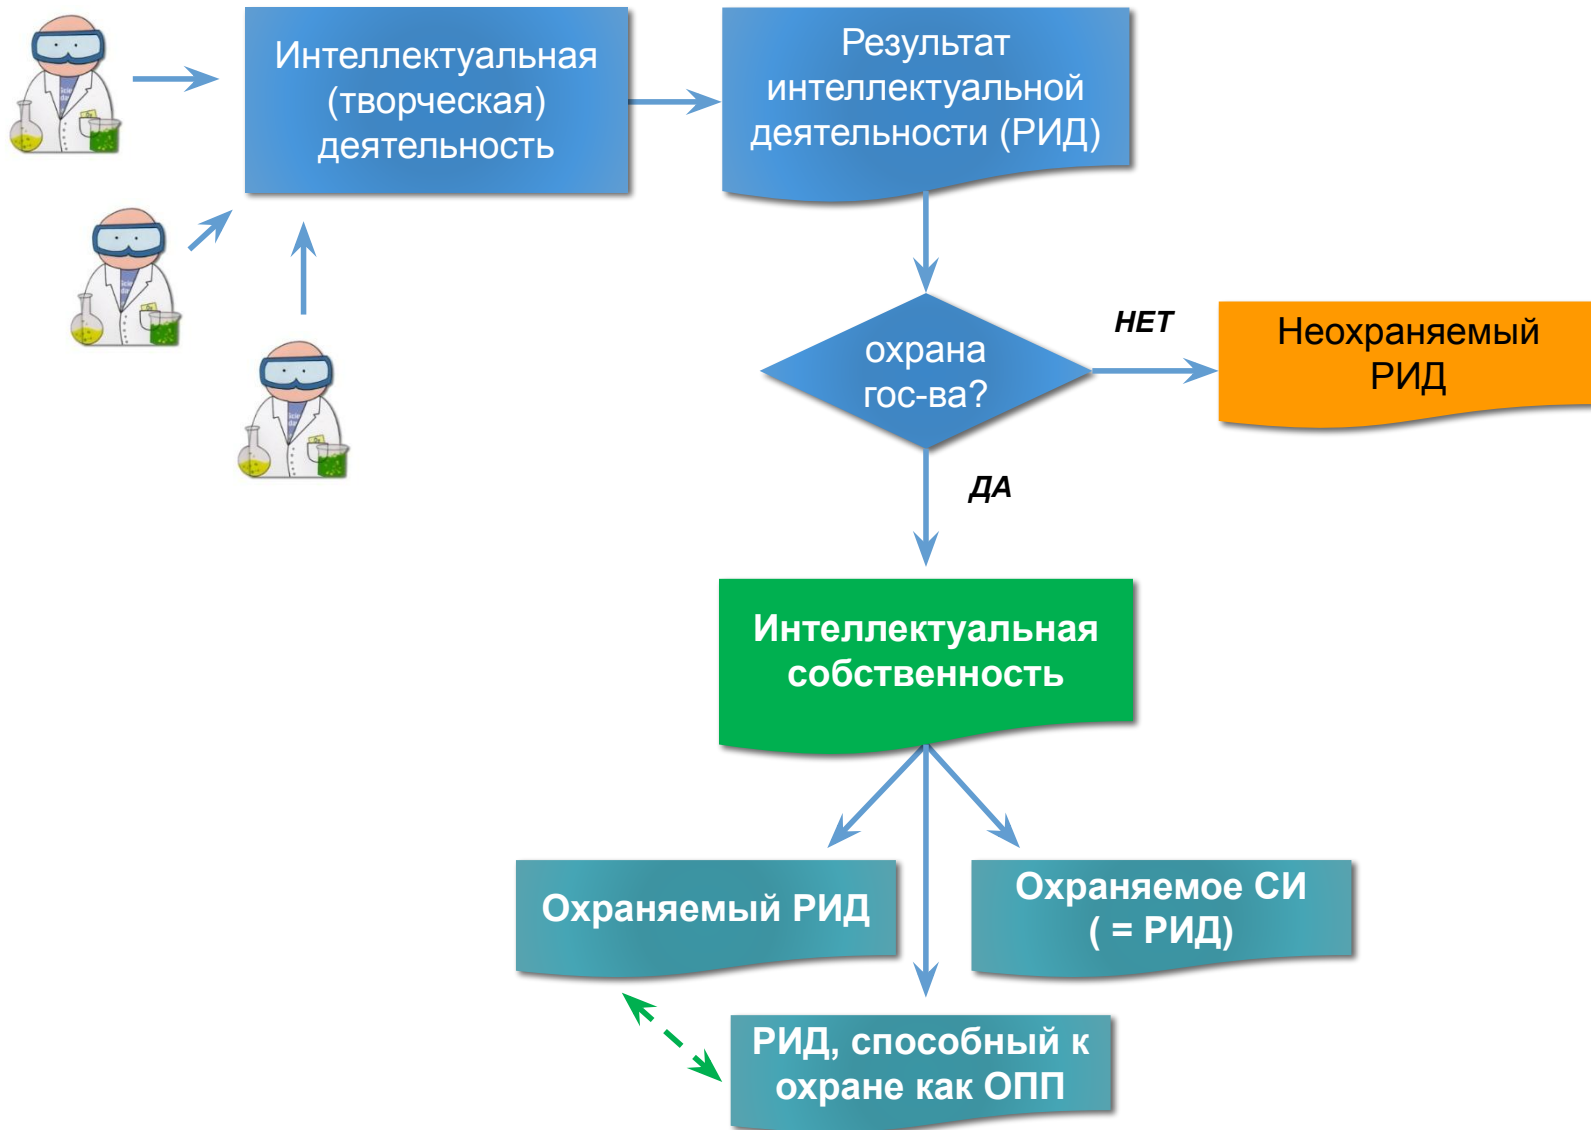 Интеллектуальная
(творческая)
деятельность
Результат
интеллектуальной
деятельности (РИД)
охрана
гос-ва?
НЕТ
Неохраняемый
РИД
ДА
Интеллектуальная
собственность
Охраняемый РИД
Охраняемое СИ
( = РИД)
РИД, способный к
охране как ОПП